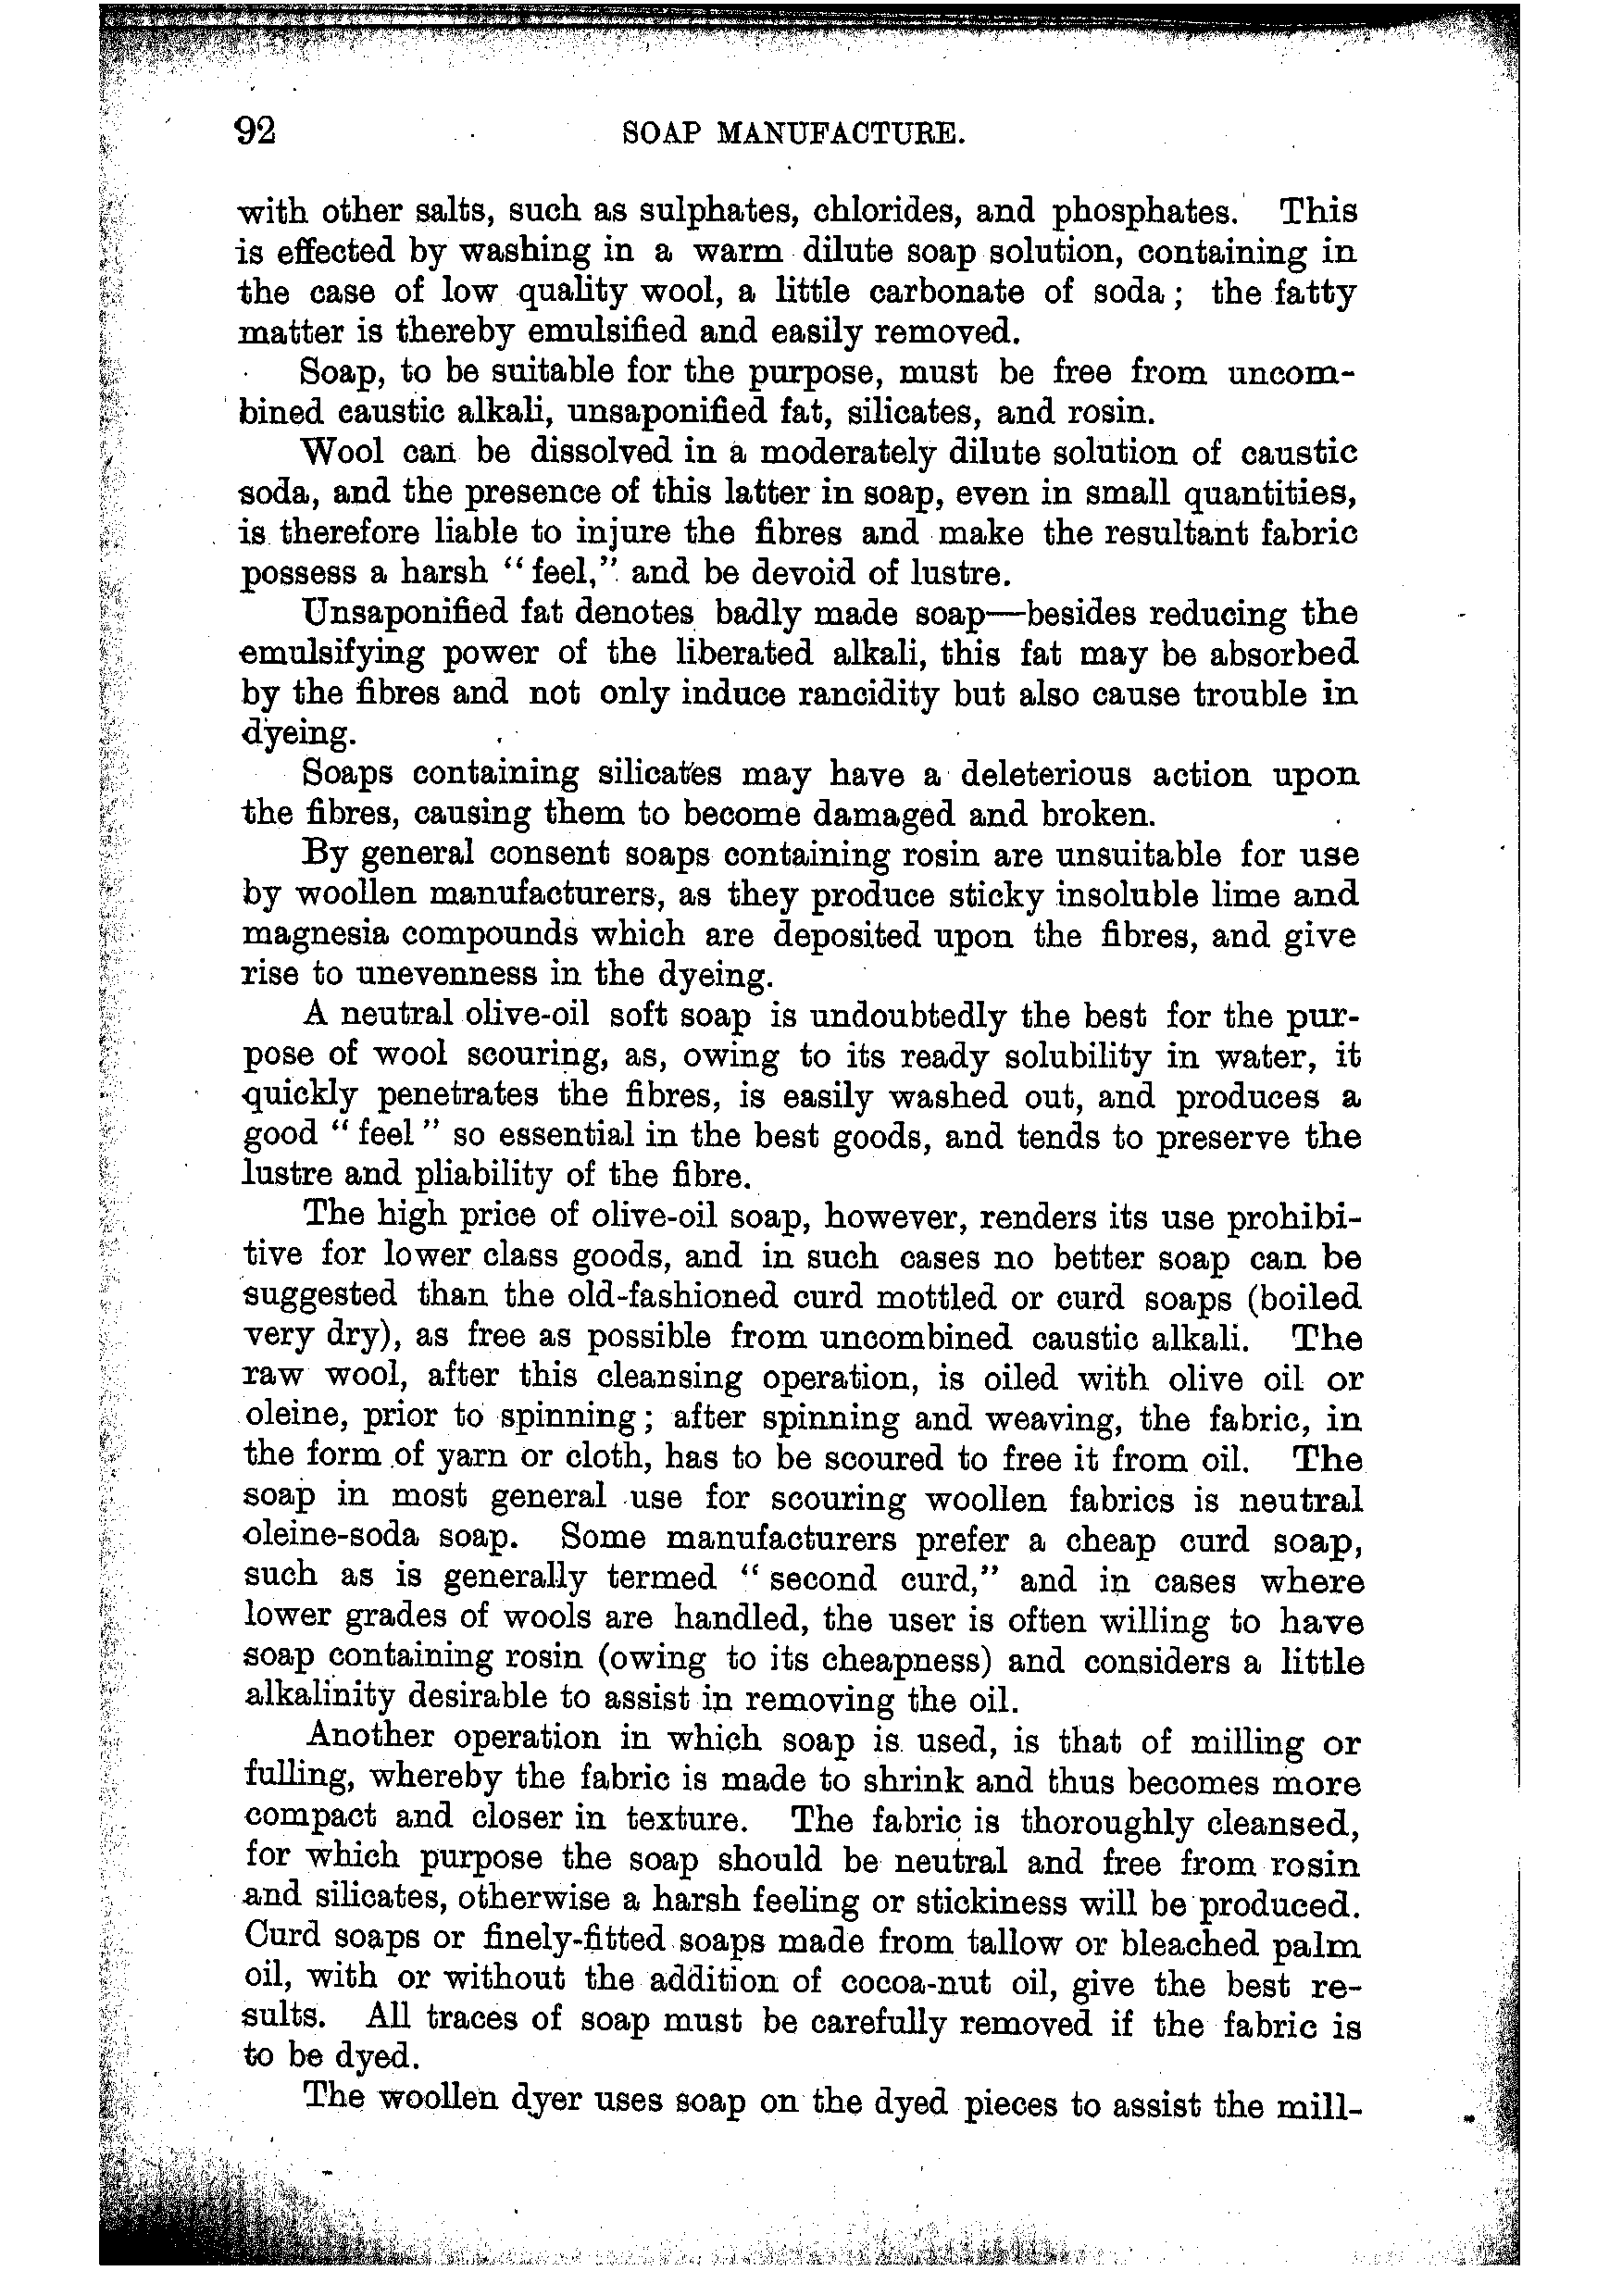 92 SOAP MANUFACTURE.
with other salts, such as sulphates, chlorides, and phosphates. This
is effected by washing in a warm dilute soap solution, containing in
the case of low quality wool, a little carbonate of soda; the fatty
matter is thereby emulsified and easily removed.
Soap, to be suitable for the purpose, must be free from uncom-
bined caustic alkali, unsaponified fat, silicates, and rosin.
Wool can be dissolved in a moderately dilute solution of caustic
soda, and the presence of this latter in soap, even in small quantities,
is therefore liable to injure the fibres and make the resultant fabric
possess a harsh "feel," and be devoid of lustre.
Unsaponified fat denotes badly made soap—besides reducing the
emulsifying power of the liberated alkali, this fat may be absorbed
by the fibres and not only induce rancidity but also cause trouble in
dyeing.
Soaps containing silicates may have a deleterious action upon
the fibres, causing them to become damaged and broken.
By general consent soaps containing rosin are unsuitable for use
by woollen manufacturers, as they produce sticky insoluble lime and
magnesia compounds which are deposited upon the fibres, and give
rise to unevenness in the dyeing.
A neutral olive-oil soft soap is undoubtedly the best for the pur-
pose of wool scouring, as, owing to its ready solubility in water, it
quickly penetrates the fibres, is easily washed out, and produces a
good "feel" so essential in the best goods, and tends to preserve the
lustre and pliability of the fibre.
The high price of olive-oil soap, however, renders its use prohibi-
tive for lower class goods, and in such cases no better soap can be
suggested than the old-fashioned curd mottled or curd soaps (boiled
very dry), as free as possible from uncombined caustic alkali. The
raw wool, after this cleansing operation, is oiled with olive oil or
oleine, prior to spinning; after spinning and weaving, the fabric, in
the form of yarn or cloth, has to be scoured to free it from oil. The
soap in most general use for scouring woollen fabrics is neutral
oleine-soda soap. Some manufacturers prefer a cheap curd soap,
such as is generally termed "second curd," and in cases where
lower grades of wools are handled, the user is often willing to have
soap containing rosin (owing to its cheapness) and considers a little
alkalinity desirable to assist in removing the oil.
Another operation in which soap is used, is that of milling or
fulling, whereby the fabric is made to shrink and thus becomes more
compact and closer in texture. The fabric is thoroughly cleansed,
for which purpose the soap should be neutral and free from rosin
and silicates, otherwise a harsh feeling or stickiness will be produced.
Curd soaps or finely-fitted soaps made from tallow or bleached palm
oil, with or without the addition of cocoa-nut oil, give the best re-
sults. All traces of soap must be carefully removed if the fabric is
to be dyed.
The woollen dyer uses soap on the dyed pieces to assist the mill-